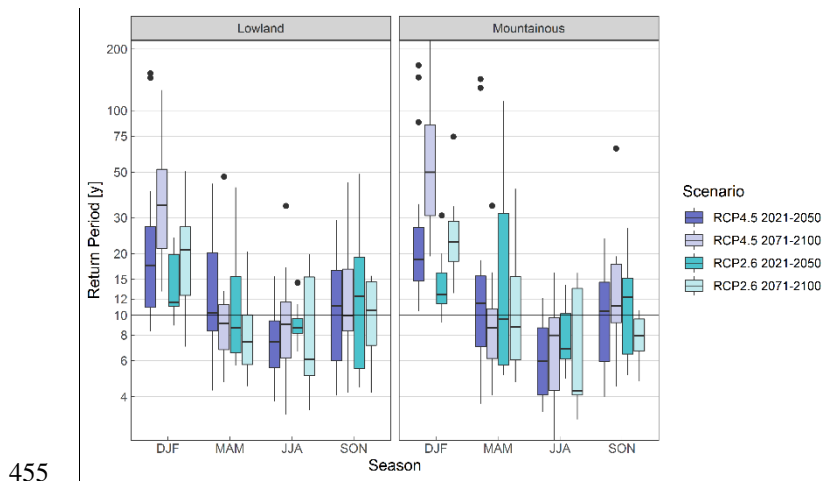 Lowland
Mountainous
200
100
75
50
30
20
15
12
10
8
6
4
Return Period [y]
DJF
MAM
JJA
SON
DJF
MAM
JJA
SON
Season
Scenario
RCP4.5 2021-2050
RCP4.5 2071-2100
RCP2.6 2021-2050
RCP2.6 2071-2100
455